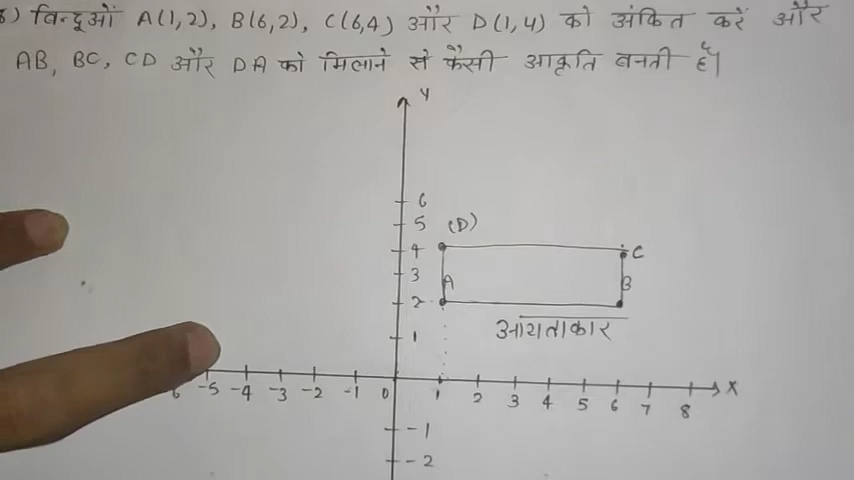 8) विन्दूओं A(1,2), B(6,2), C(6,4) और D(1,4) को अंकित करें और
AB, BC, CD और DA को मिलाने से कैसी आकृति बनती है।
Y
6
5 (D)
4 C
3 A B
2
आयताकार
1
6 -5 -4 -3 -2 -1 0 1 2 3 4 5 6 7 8 X
-1
-2